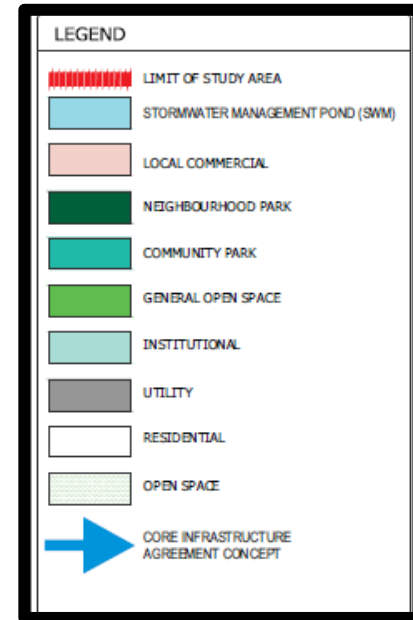 LEGEND
LIMIT OF STUDY AREA
STORMWATER MANAGEMENT POND (SWM)
LOCAL COMMERCIAL
NEIGHBOURHOOD PARK
COMMUNITY PARK
GENERAL OPEN SPACE
INSTITUTIONAL
UTILITY
RESIDENTIAL
OPEN SPACE
CORE INFRASTRUCTURE
AGREEMENT CONCEPT